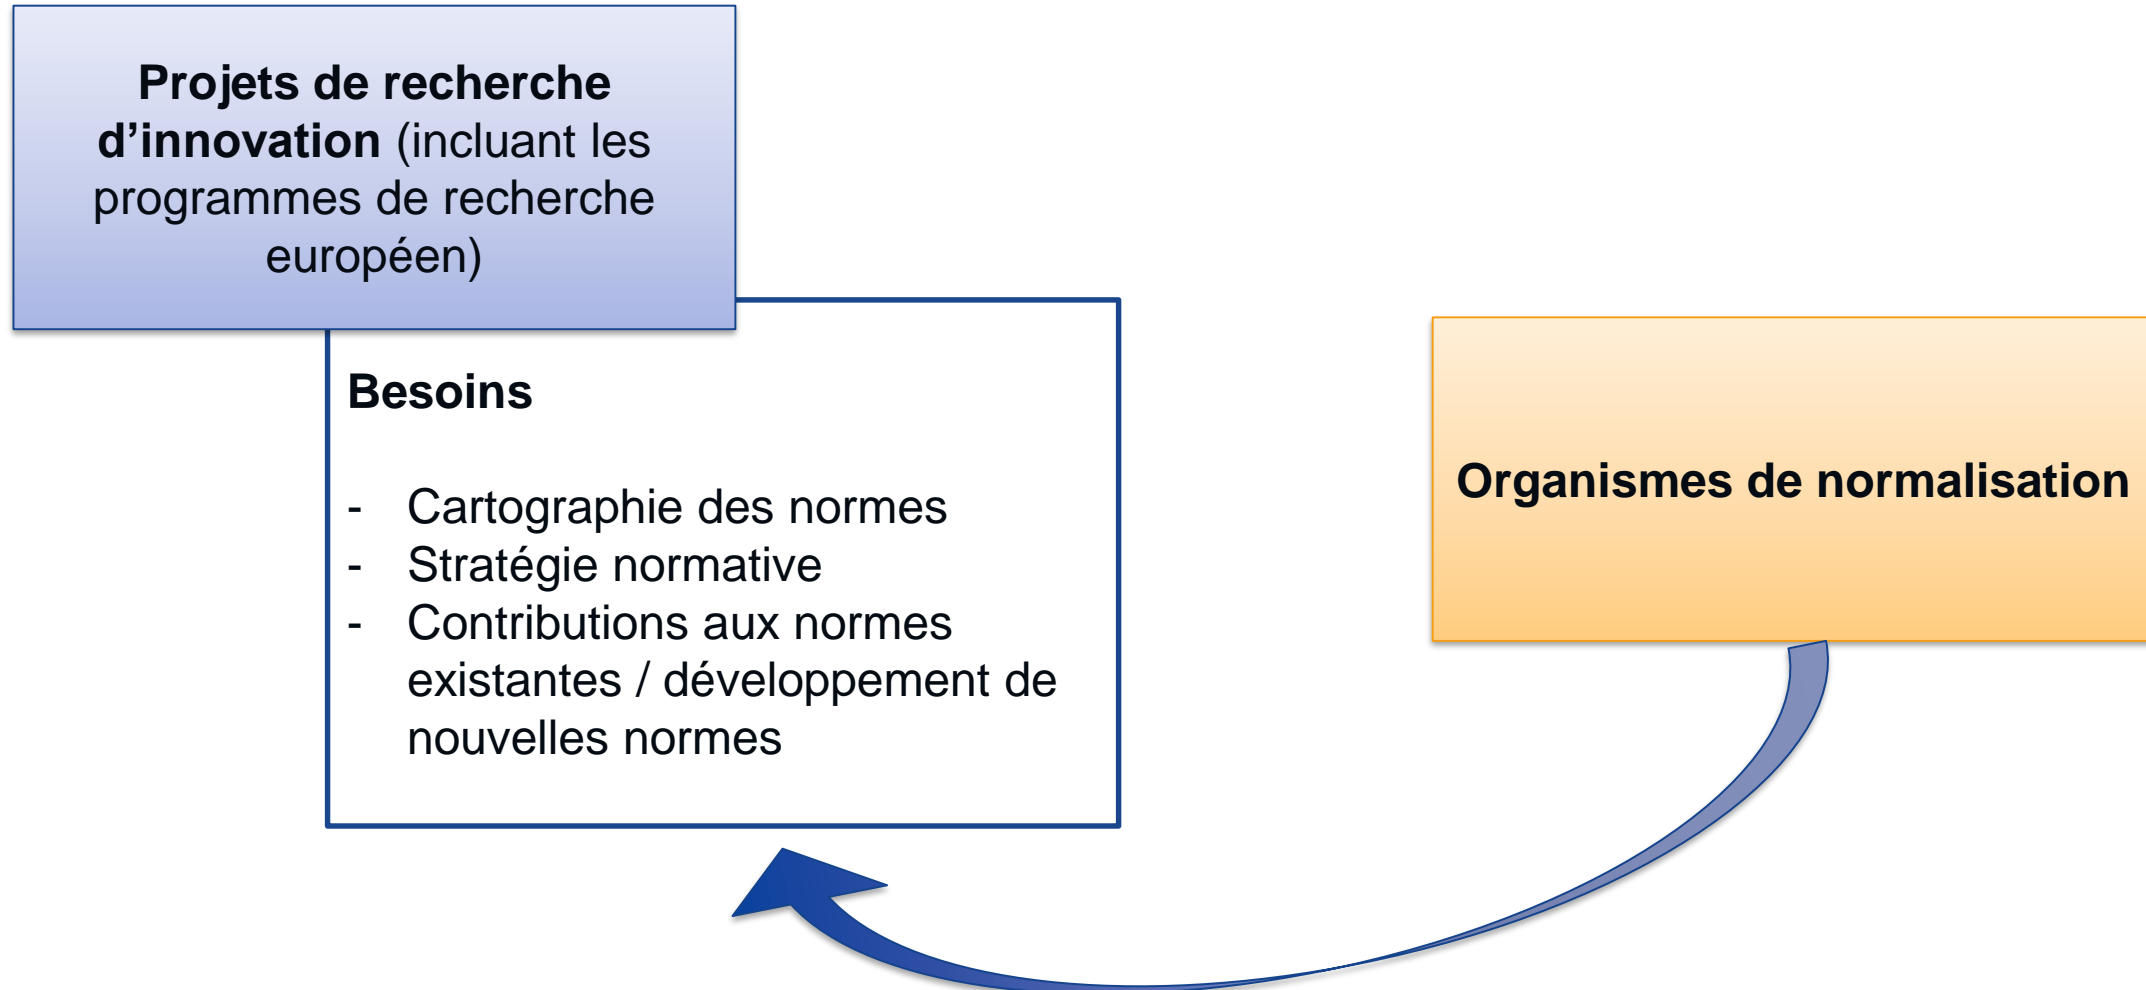 Projets de recherche
d’innovation (incluant les
programmes de recherche
européen)
Besoins
- Cartographie des normes
- Stratégie normative
- Contributions aux normes
existantes / développement de
nouvelles normes
Organismes de normalisation